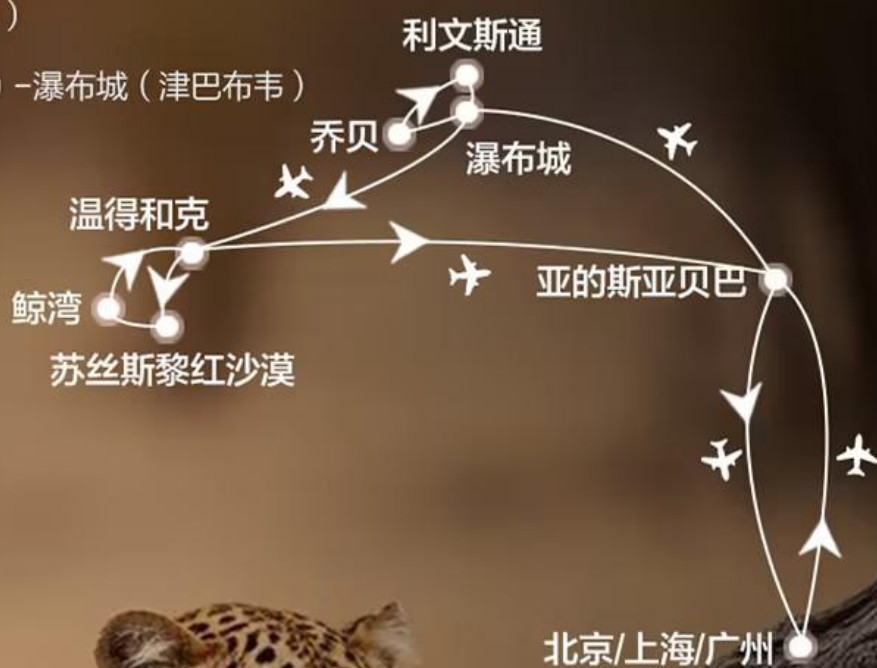 ）
–瀑布城（津巴布韦）
利文斯通
乔贝
瀑布城
温得和克
鲸湾
苏丝斯黎红沙漠
亚的斯亚贝巴
北京/上海/广州